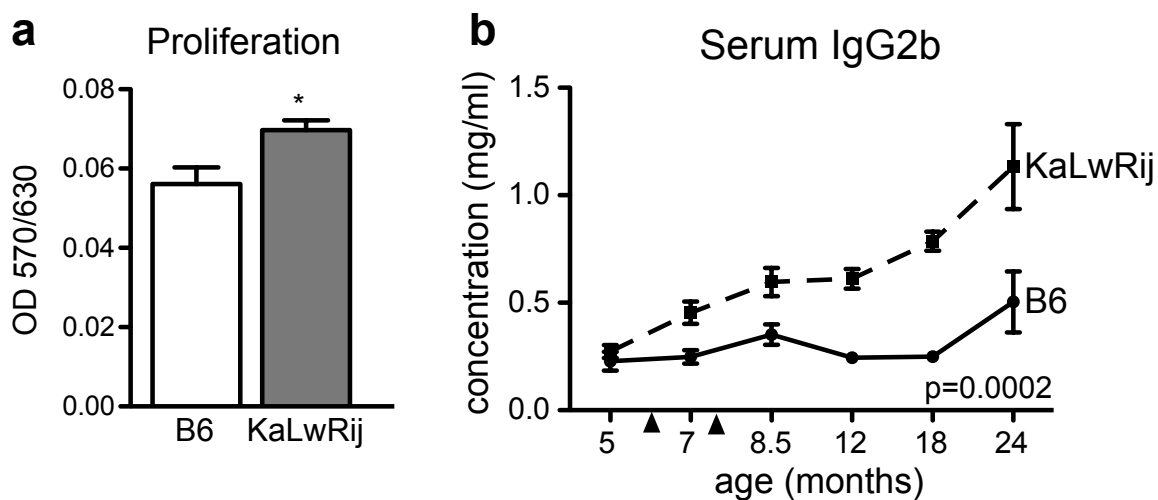 a
Proliferation
*
0.08
0.06
0.04
0.02
0.00
OD 570/630
B6 KaLwRij
b
Serum IgG2b
1.5
1.0
0.5
0.0
concentration (mg/ml)
KaLwRij
B6
p=0.0002
5 7 8.5 12 18 24
age (months)